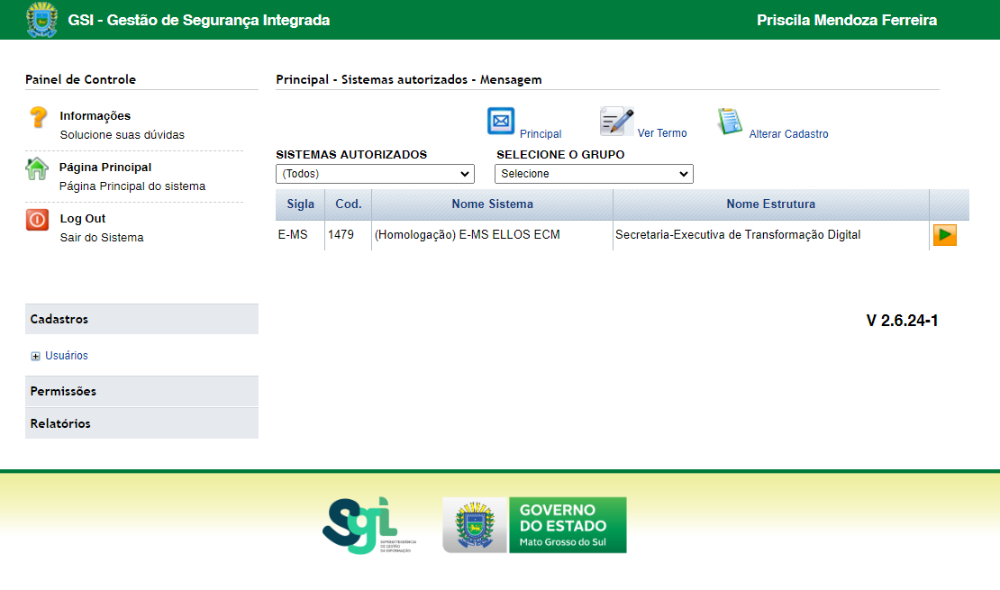 GSI - Gestão de Segurança Integrada
Priscila Mendoza Ferreira
Painel de Controle
Informações
Solucione suas dúvidas
Página Principal
Página Principal do sistema
Log Out
Sair do Sistema
Cadastros
Usuários
Permissões
Relatórios
Principal - Sistemas autorizados - Mensagem
Principal
Ver Termo
Alterar Cadastro
SISTEMAS AUTORIZADOS
SELECIONE O GRUPO
(Todos)
Selecione
Sigla Cod. Nome Sistema Nome Estrutura
E-MS 1479 (Homologação) E-MS ELLOS ECM Secretaria-Executiva de Transformação Digital
V 2.6.24-1
Sgi
SUPERINTENDÊNCIA
DE GESTÃO
DA INFORMAÇÃO
GOVERNO
DO ESTADO
Mato Grosso do Sul